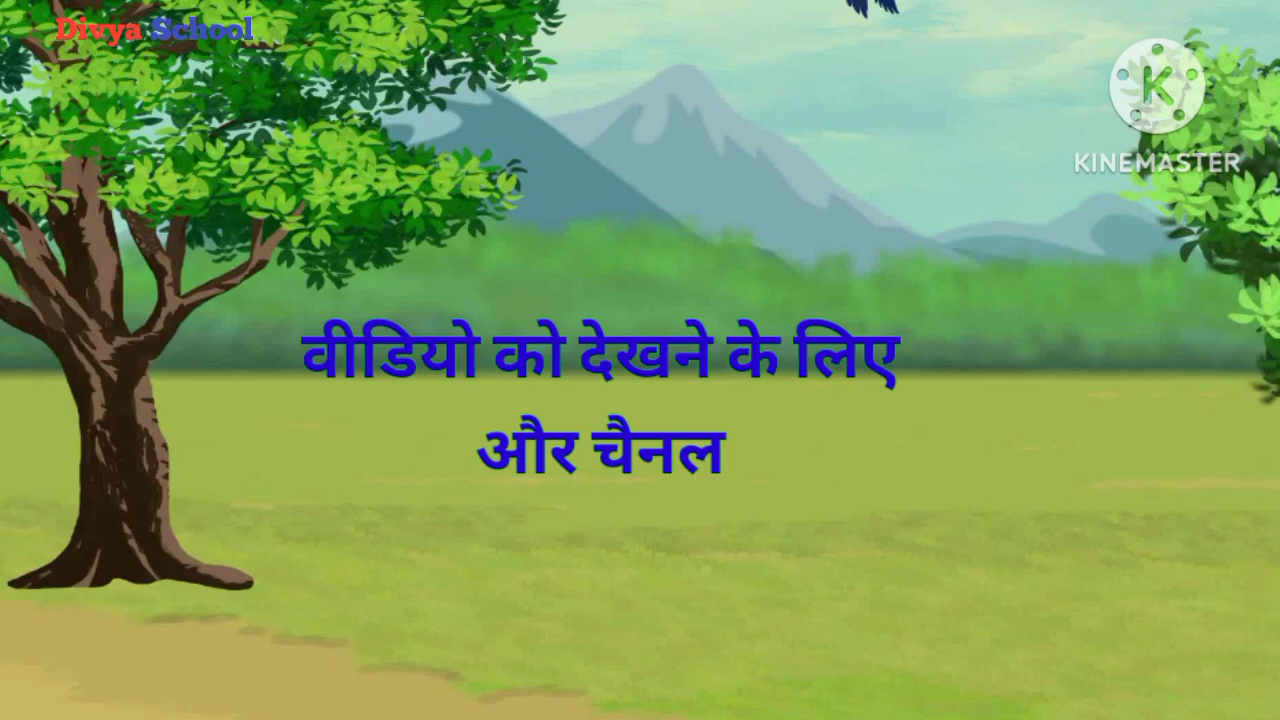 Divya School
KINEMASTER
वीडियो को देखने के लिए
और चैनल